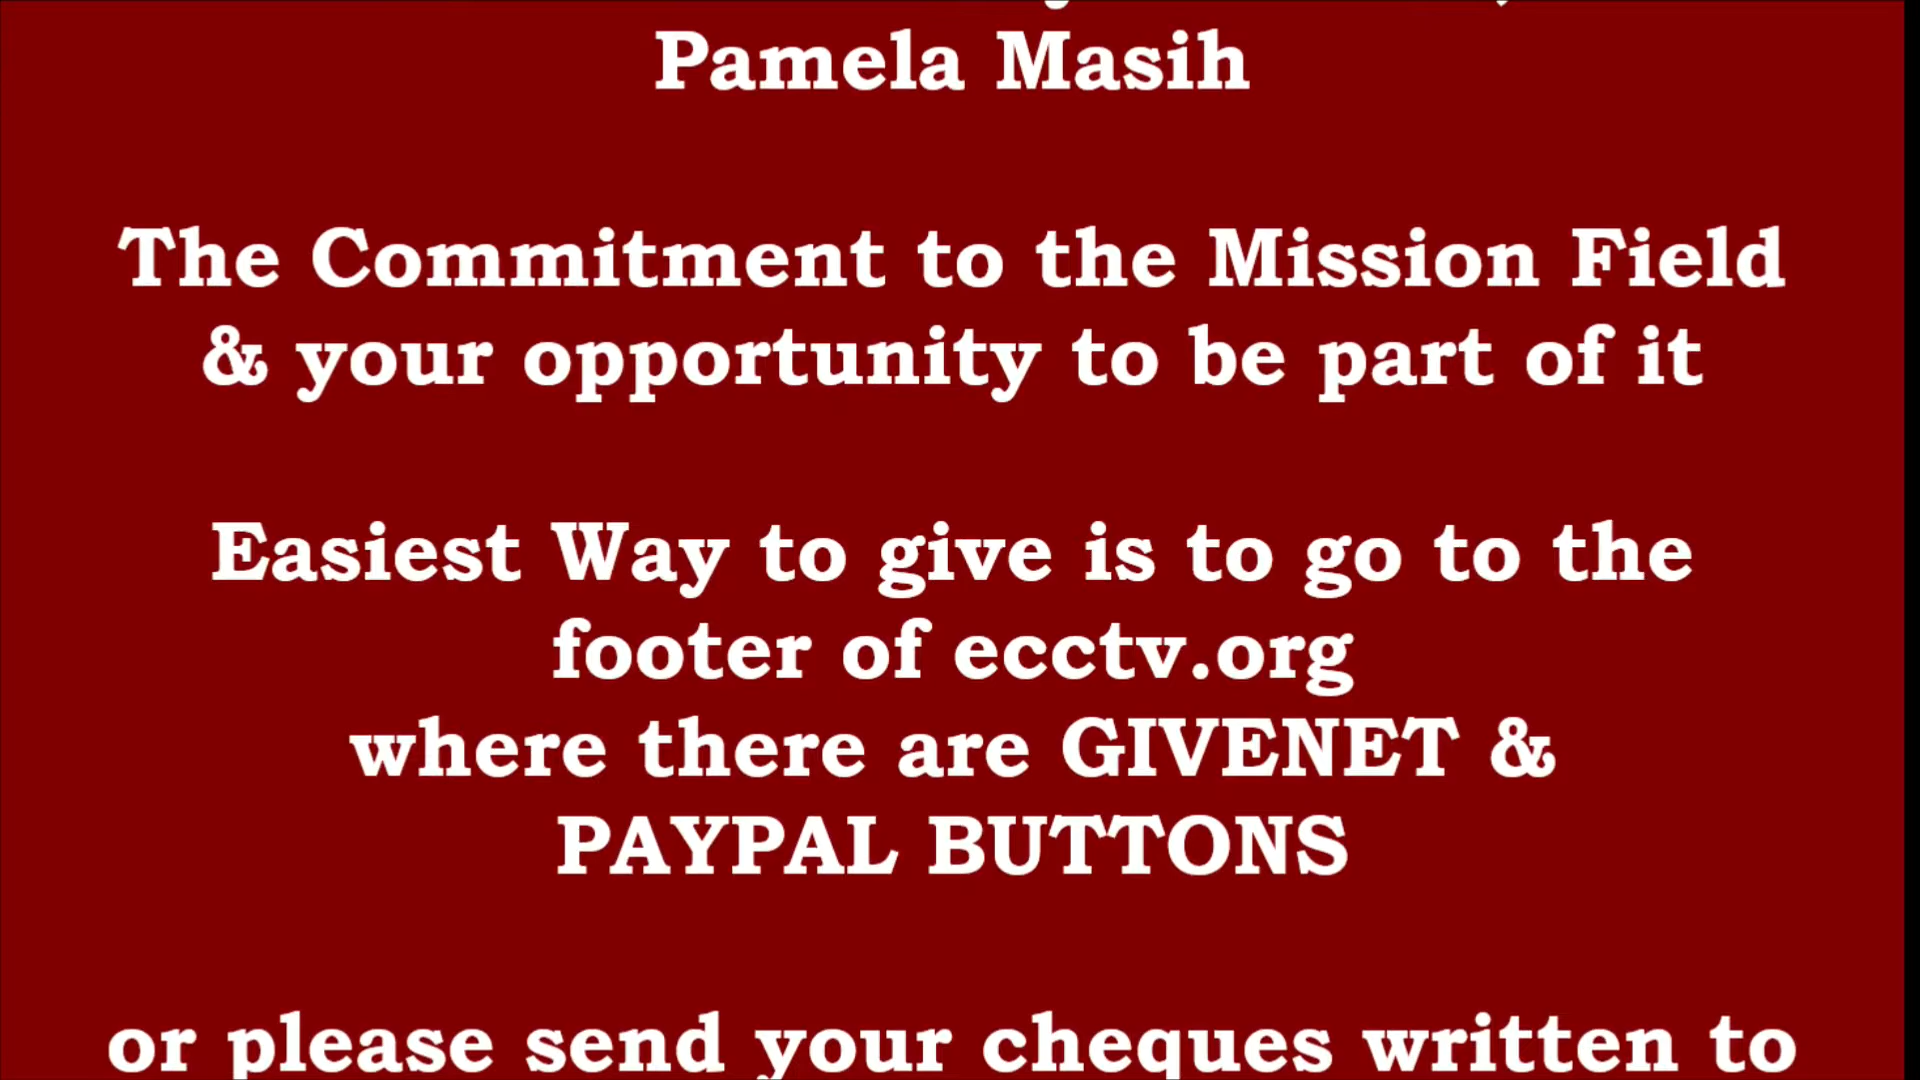 Pamela Masih
The Commitment to the Mission Field
& your opportunity to be part of it
Easiest Way to give is to go to the
footer of ecctv.org
where there are GIVENET &
PAYPAL BUTTONS
or please send your cheques written to